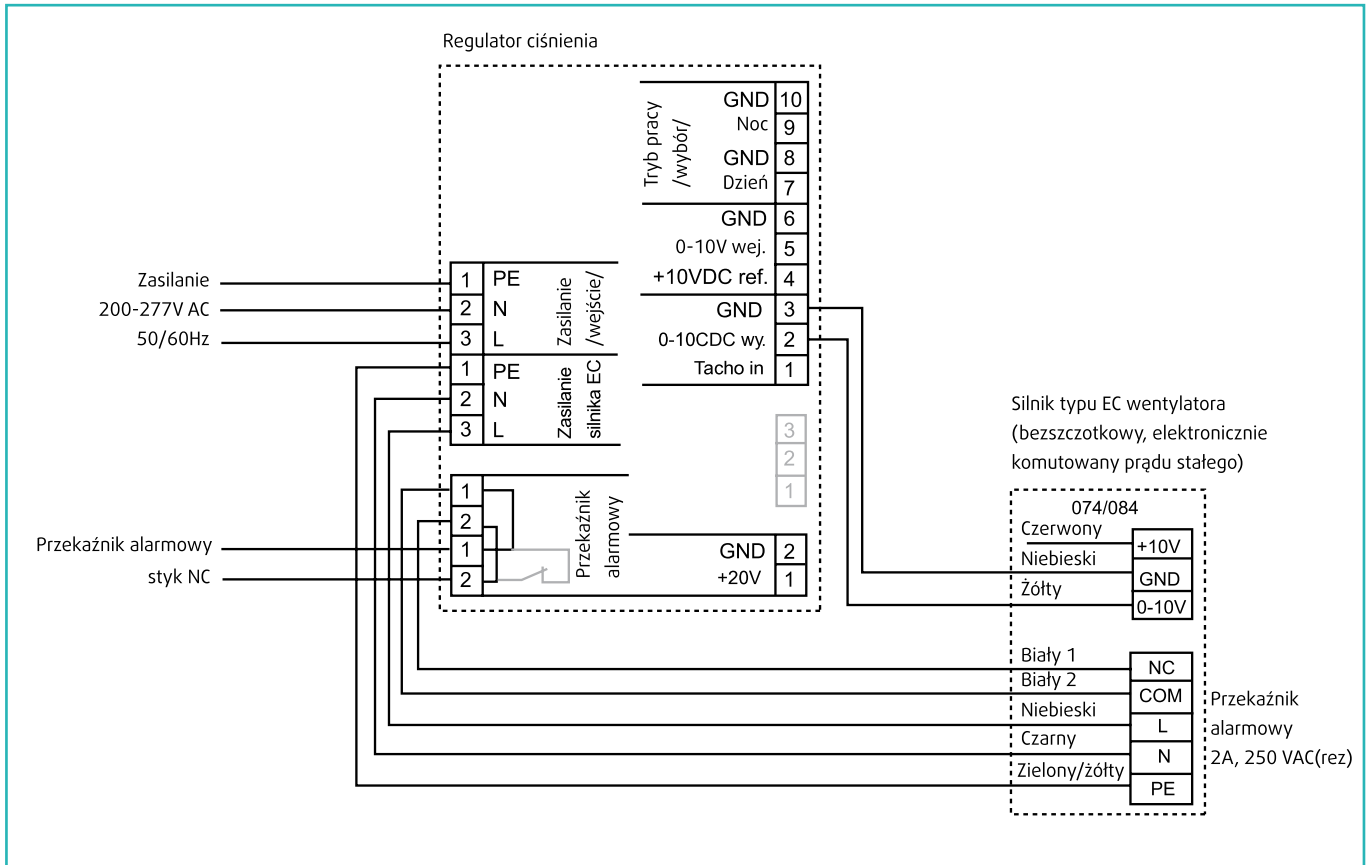 Regulator ciśnienia
Tryb pracy
/wybór/
GND 10
Noc 9
GND 8
Dzień 7
GND 6
0-10V wej. 5
+10VDC ref. 4
GND 3
0-10CDC wy. 2
Tacho in 1
3
2
1
Zasilanie
200-277V AC
50/60Hz
1 PE
2 N
3 L
Zasilanie
/wejście/
1 PE
2 N
3 L
Zasilanie
silnika EC
Przekaźnik alarmowy
styk NC
1
2
1
2
Przekaźnik
alarmowy
GND 2
+20V 1
Silnik typu EC wentylatora
(bezszczotkowy, elektronicznie
komutowany prądu stałego)
074/084
Czerwony +10V
Niebieski GND
Żółty 0-10V
Biały 1 NC
Biały 2 COM
Niebieski L
Czarny N
Zielony/żółty PE
Przekaźnik
alarmowy
2A, 250 VAC(rez)